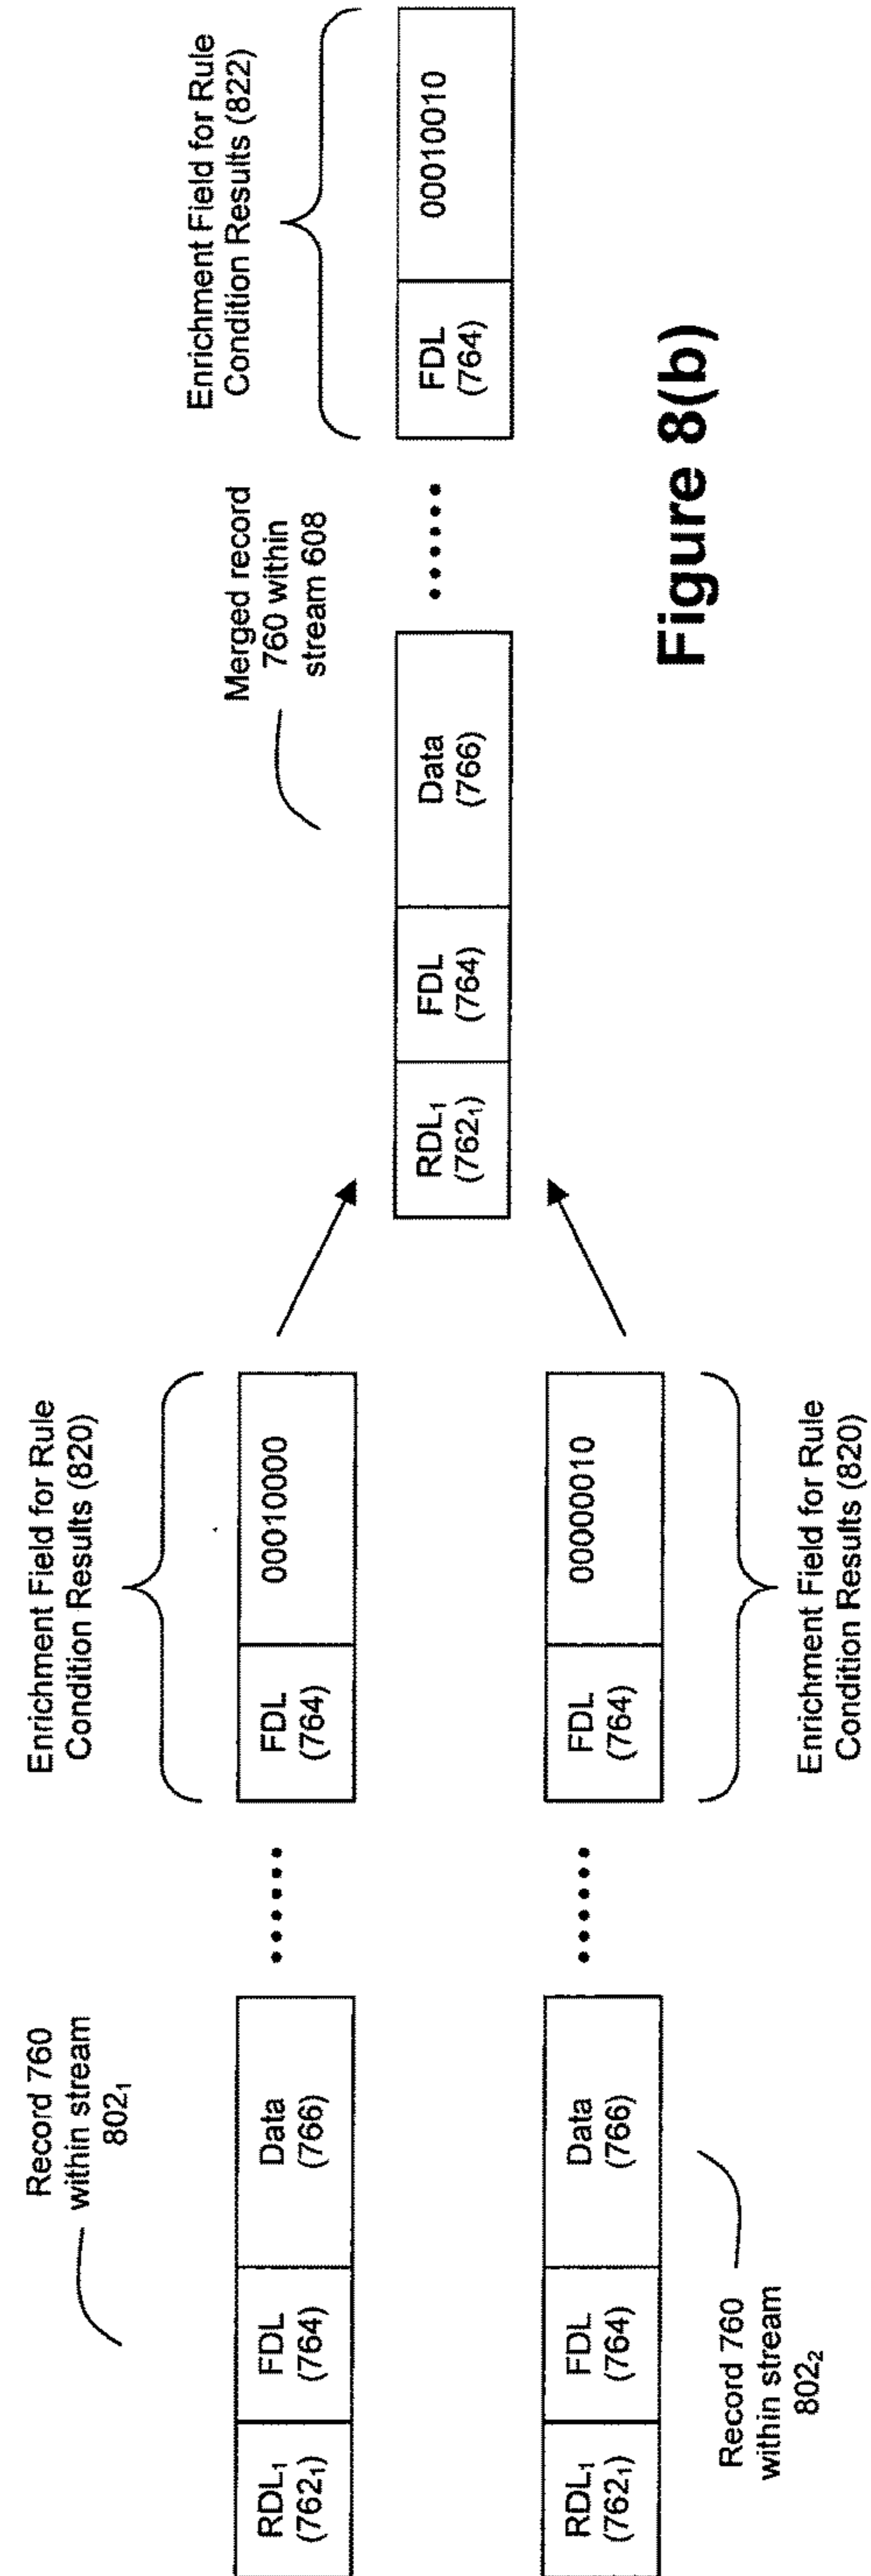 Record 760
within stream
802₁
Enrichment Field for Rule
Condition Results (820)
RDL₁
(762₁)
FDL
(764)
Data
(766)
.......
FDL
(764)
00010000
RDL₁
(762₁)
FDL
(764)
Data
(766)
.......
FDL
(764)
00000010
Record 760
within stream
802₂
Enrichment Field for Rule
Condition Results (820)
Merged record
760 within
stream 608
Enrichment Field for Rule
Condition Results (822)
RDL₁
(762₁)
FDL
(764)
Data
(766)
......
FDL
(764)
00010010
Figure 8(b)